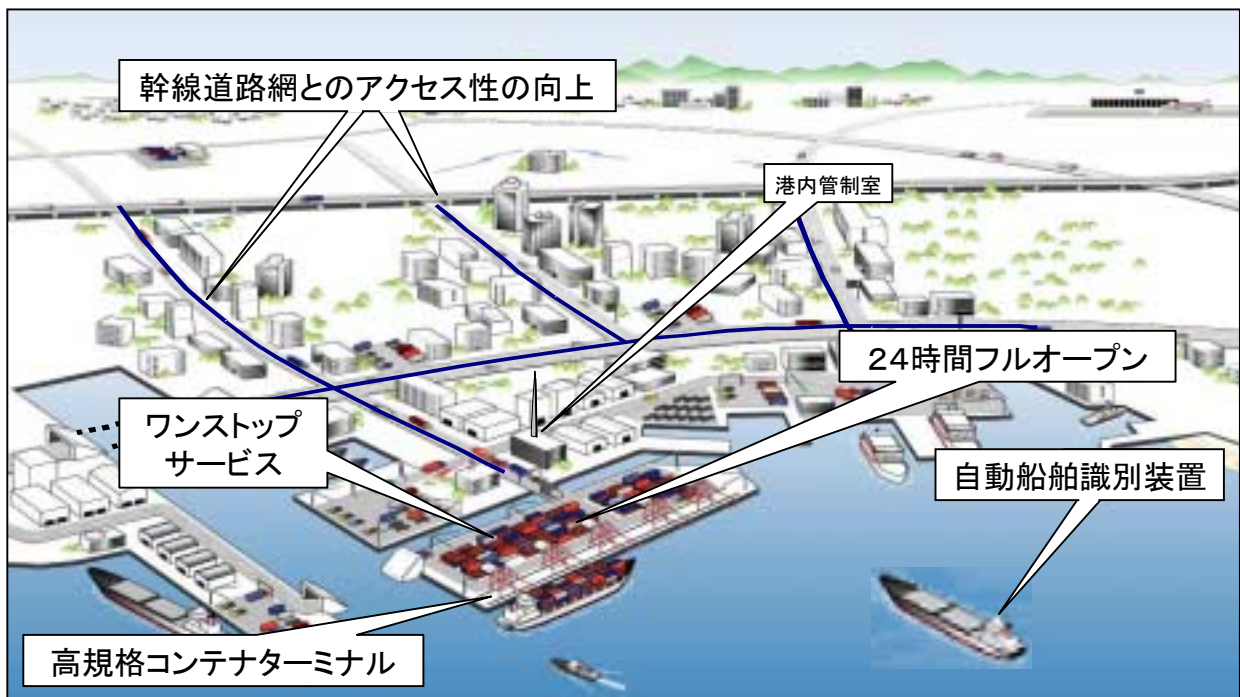 幹線道路網とのアクセス性の向上
港内管制室
24時間フルオープン
ワンストップ
サービス
自動船舶識別装置
高規格コンテナターミナル